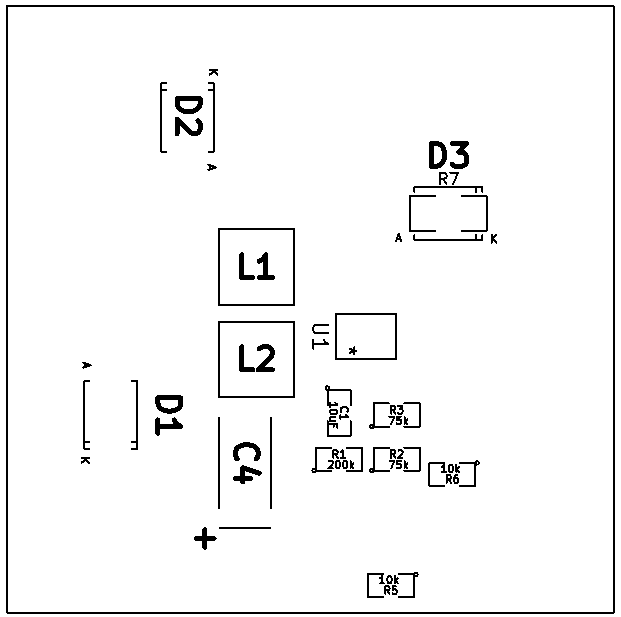 K
D2
A
D3
R7
A
K
L1
U1
*
L2
A
D1
K
C1
10uF
R3
75k
C4
R1
200k
R2
75k
10k
R6
+
10k
R5